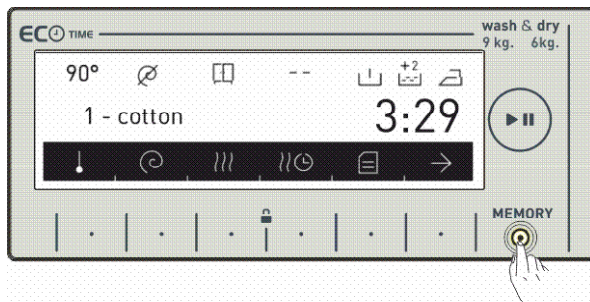 ECO TIME
wash & dry
9 kg. 6kg.
90° -- +2
1 - cotton 3:29
MEMORY